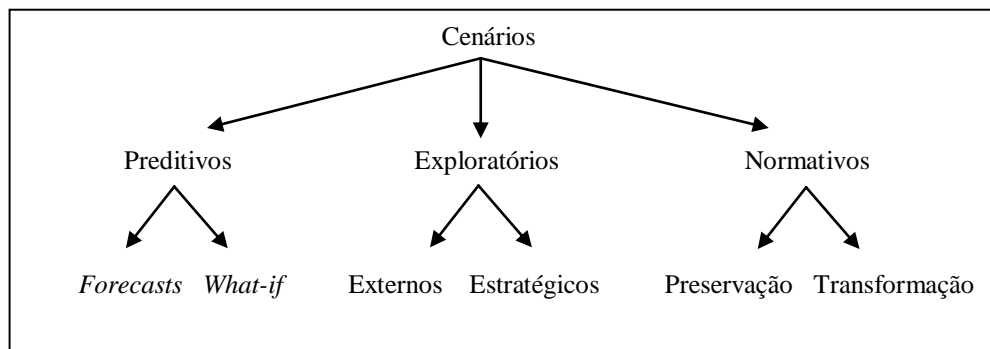 Cenários
Preditivos Exploratórios Normativos
Forecasts What-if Externos Estratégicos Preservação Transformação